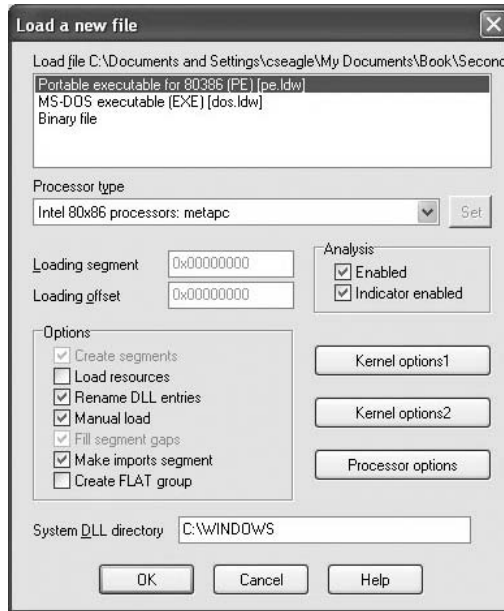 Load a new file
Load file C:\Documents and Settings\cseagle\My Documents\Book\Second
Portable executable for 80386 (PE) [pe.ldw]
MS-DOS executable (EXE) [dos.ldw]
Binary file
Processor type
Intel 80x86 processors: metapc
Set
Loading segment
0x00000000
Loading offset
0x00000000
Analysis
Enabled
Indicator enabled
Options
Create segments
Load resources
Rename DLL entries
Manual load
Fill segment gaps
Make imports segment
Create FLAT group
Kernel options1
Kernel options2
Processor options
System DLL directory
C:\WINDOWS
OK
Cancel
Help